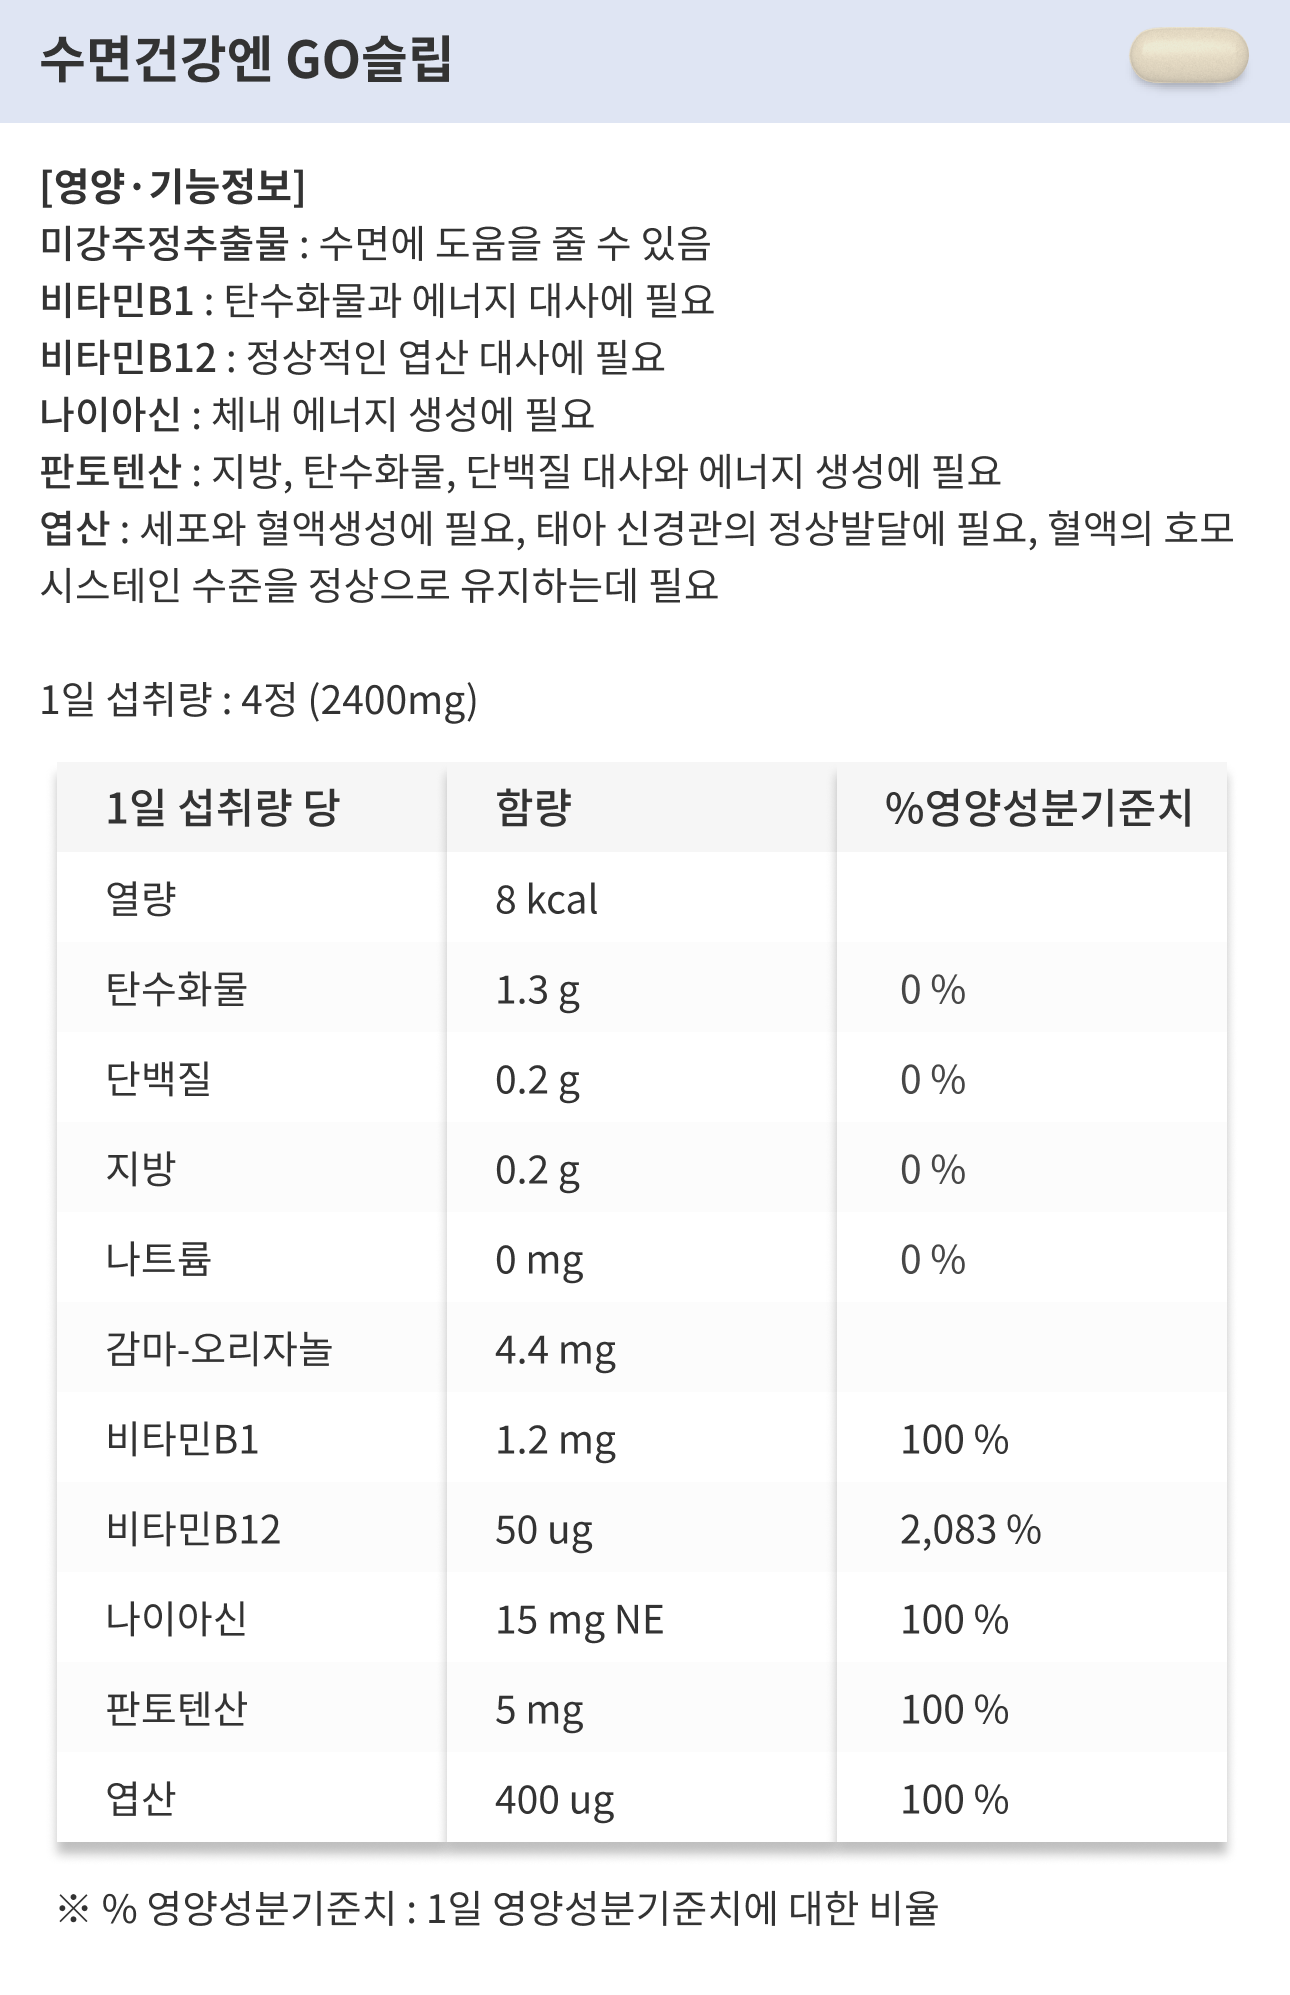 수면건강엔 GO슬립
[영양·기능정보]
미강주정추출물 : 수면에 도움을 줄 수 있음
비타민B1 : 탄수화물과 에너지 대사에 필요
비타민B12 : 정상적인 엽산 대사에 필요
나이아신 : 체내 에너지 생성에 필요
판토텐산 : 지방, 탄수화물, 단백질 대사와 에너지 생성에 필요
엽산 : 세포와 혈액생성에 필요, 태아 신경관의 정상발달에 필요, 혈액의 호모
시스테인 수준을 정상으로 유지하는데 필요
1일 섭취량 : 4정 (2400mg)
1일 섭취량 당 함량 %영양성분기준치
열량 8 kcal
탄수화물 1.3 g 0 %
단백질 0.2 g 0 %
지방 0.2 g 0 %
나트륨 0 mg 0 %
감마-오리자놀 4.4 mg
비타민B1 1.2 mg 100 %
비타민B12 50 ug 2,083 %
나이아신 15 mg NE 100 %
판토텐산 5 mg 100 %
엽산 400 ug 100 %
※ % 영양성분기준치 : 1일 영양성분기준치에 대한 비율